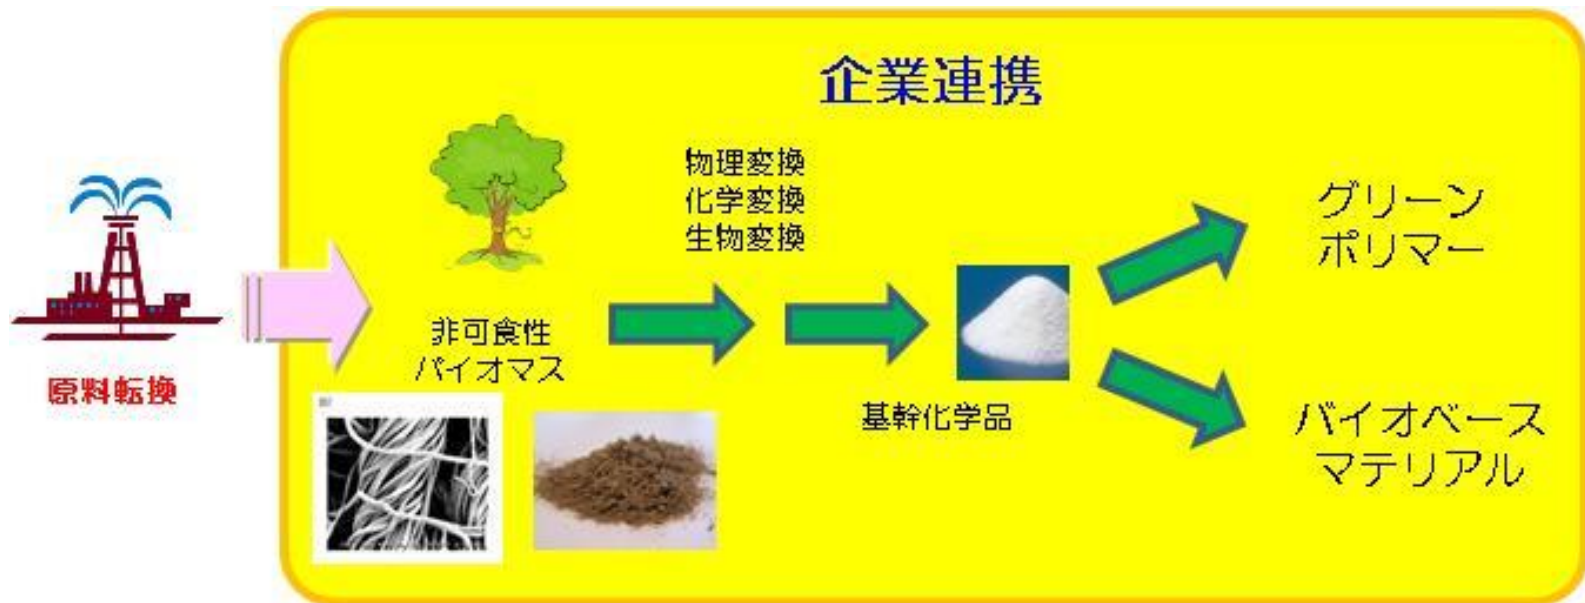 企業連携
物理変換
化学変換
生物変換
グリーン
ポリマー
非可食性
バイオマス
原料転換
基幹化学品
バイオベース
マテリアル